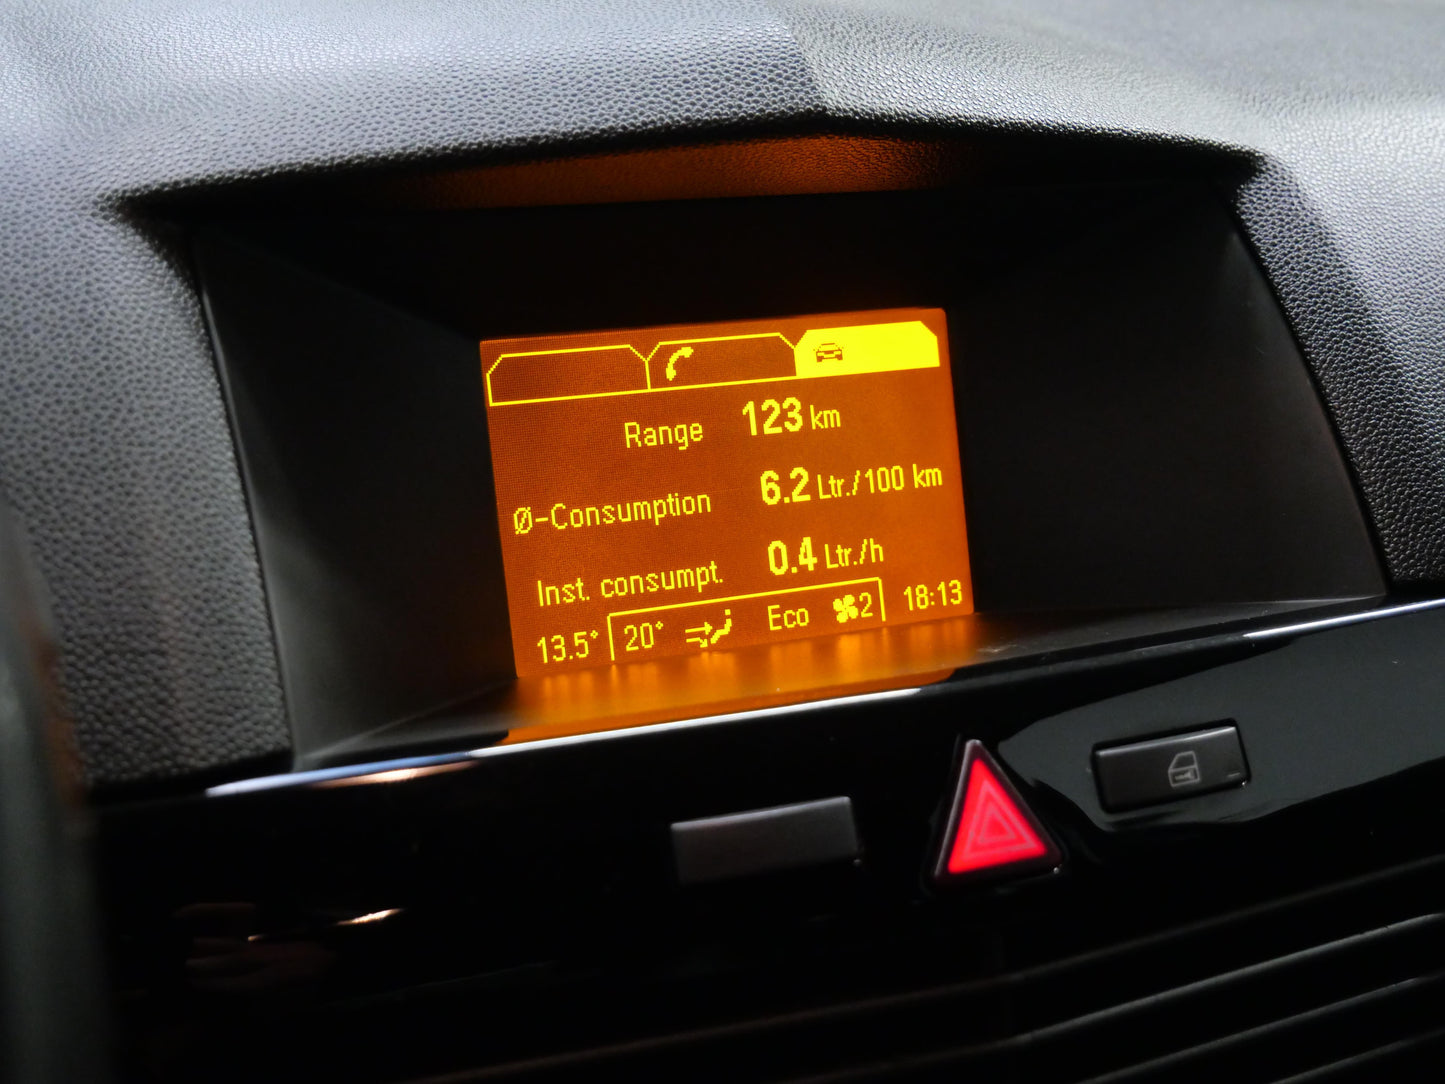 Range 123 km
Ø-Consumption 6.2 Ltr./100 km
Inst. consumpt. 0.4 Ltr./h
13.5° 20° Eco 2 18:13